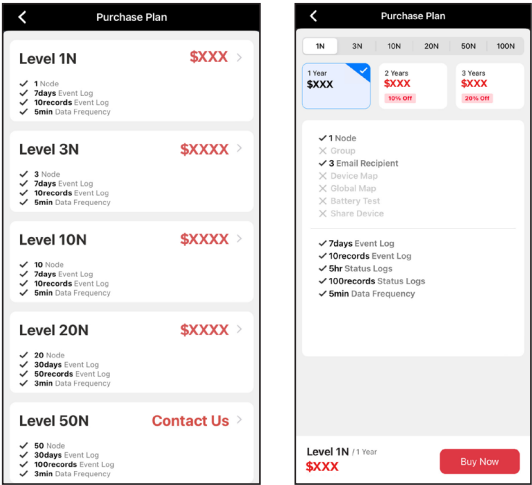 Purchase Plan
Level 1N
$XXX
1 Node
7days Event Log
10records Event Log
5min Data Frequency
Level 3N
$XXXX
3 Node
7days Event Log
10records Event Log
5min Data Frequency
Level 10N
$XXXX
10 Node
7days Event Log
10records Event Log
5min Data Frequency
Level 20N
$XXXX
20 Node
30days Event Log
50records Event Log
3min Data Frequency
Level 50N
Contact Us
50 Node
30days Event Log
100records Event Log
3min Data Frequency
Purchase Plan
1N 3N 10N 20N 50N 100N
1 Year
$XXX
2 Years
$XXX
10% Off
3 Years
$XXX
20% Off
1 Node
Group
3 Email Recipient
Device Map
Global Map
Battery Test
Share Device
7days Event Log
10records Event Log
5hr Status Logs
100records Status Logs
5min Data Frequency
Level 1N / 1 Year
$XXX
Buy Now